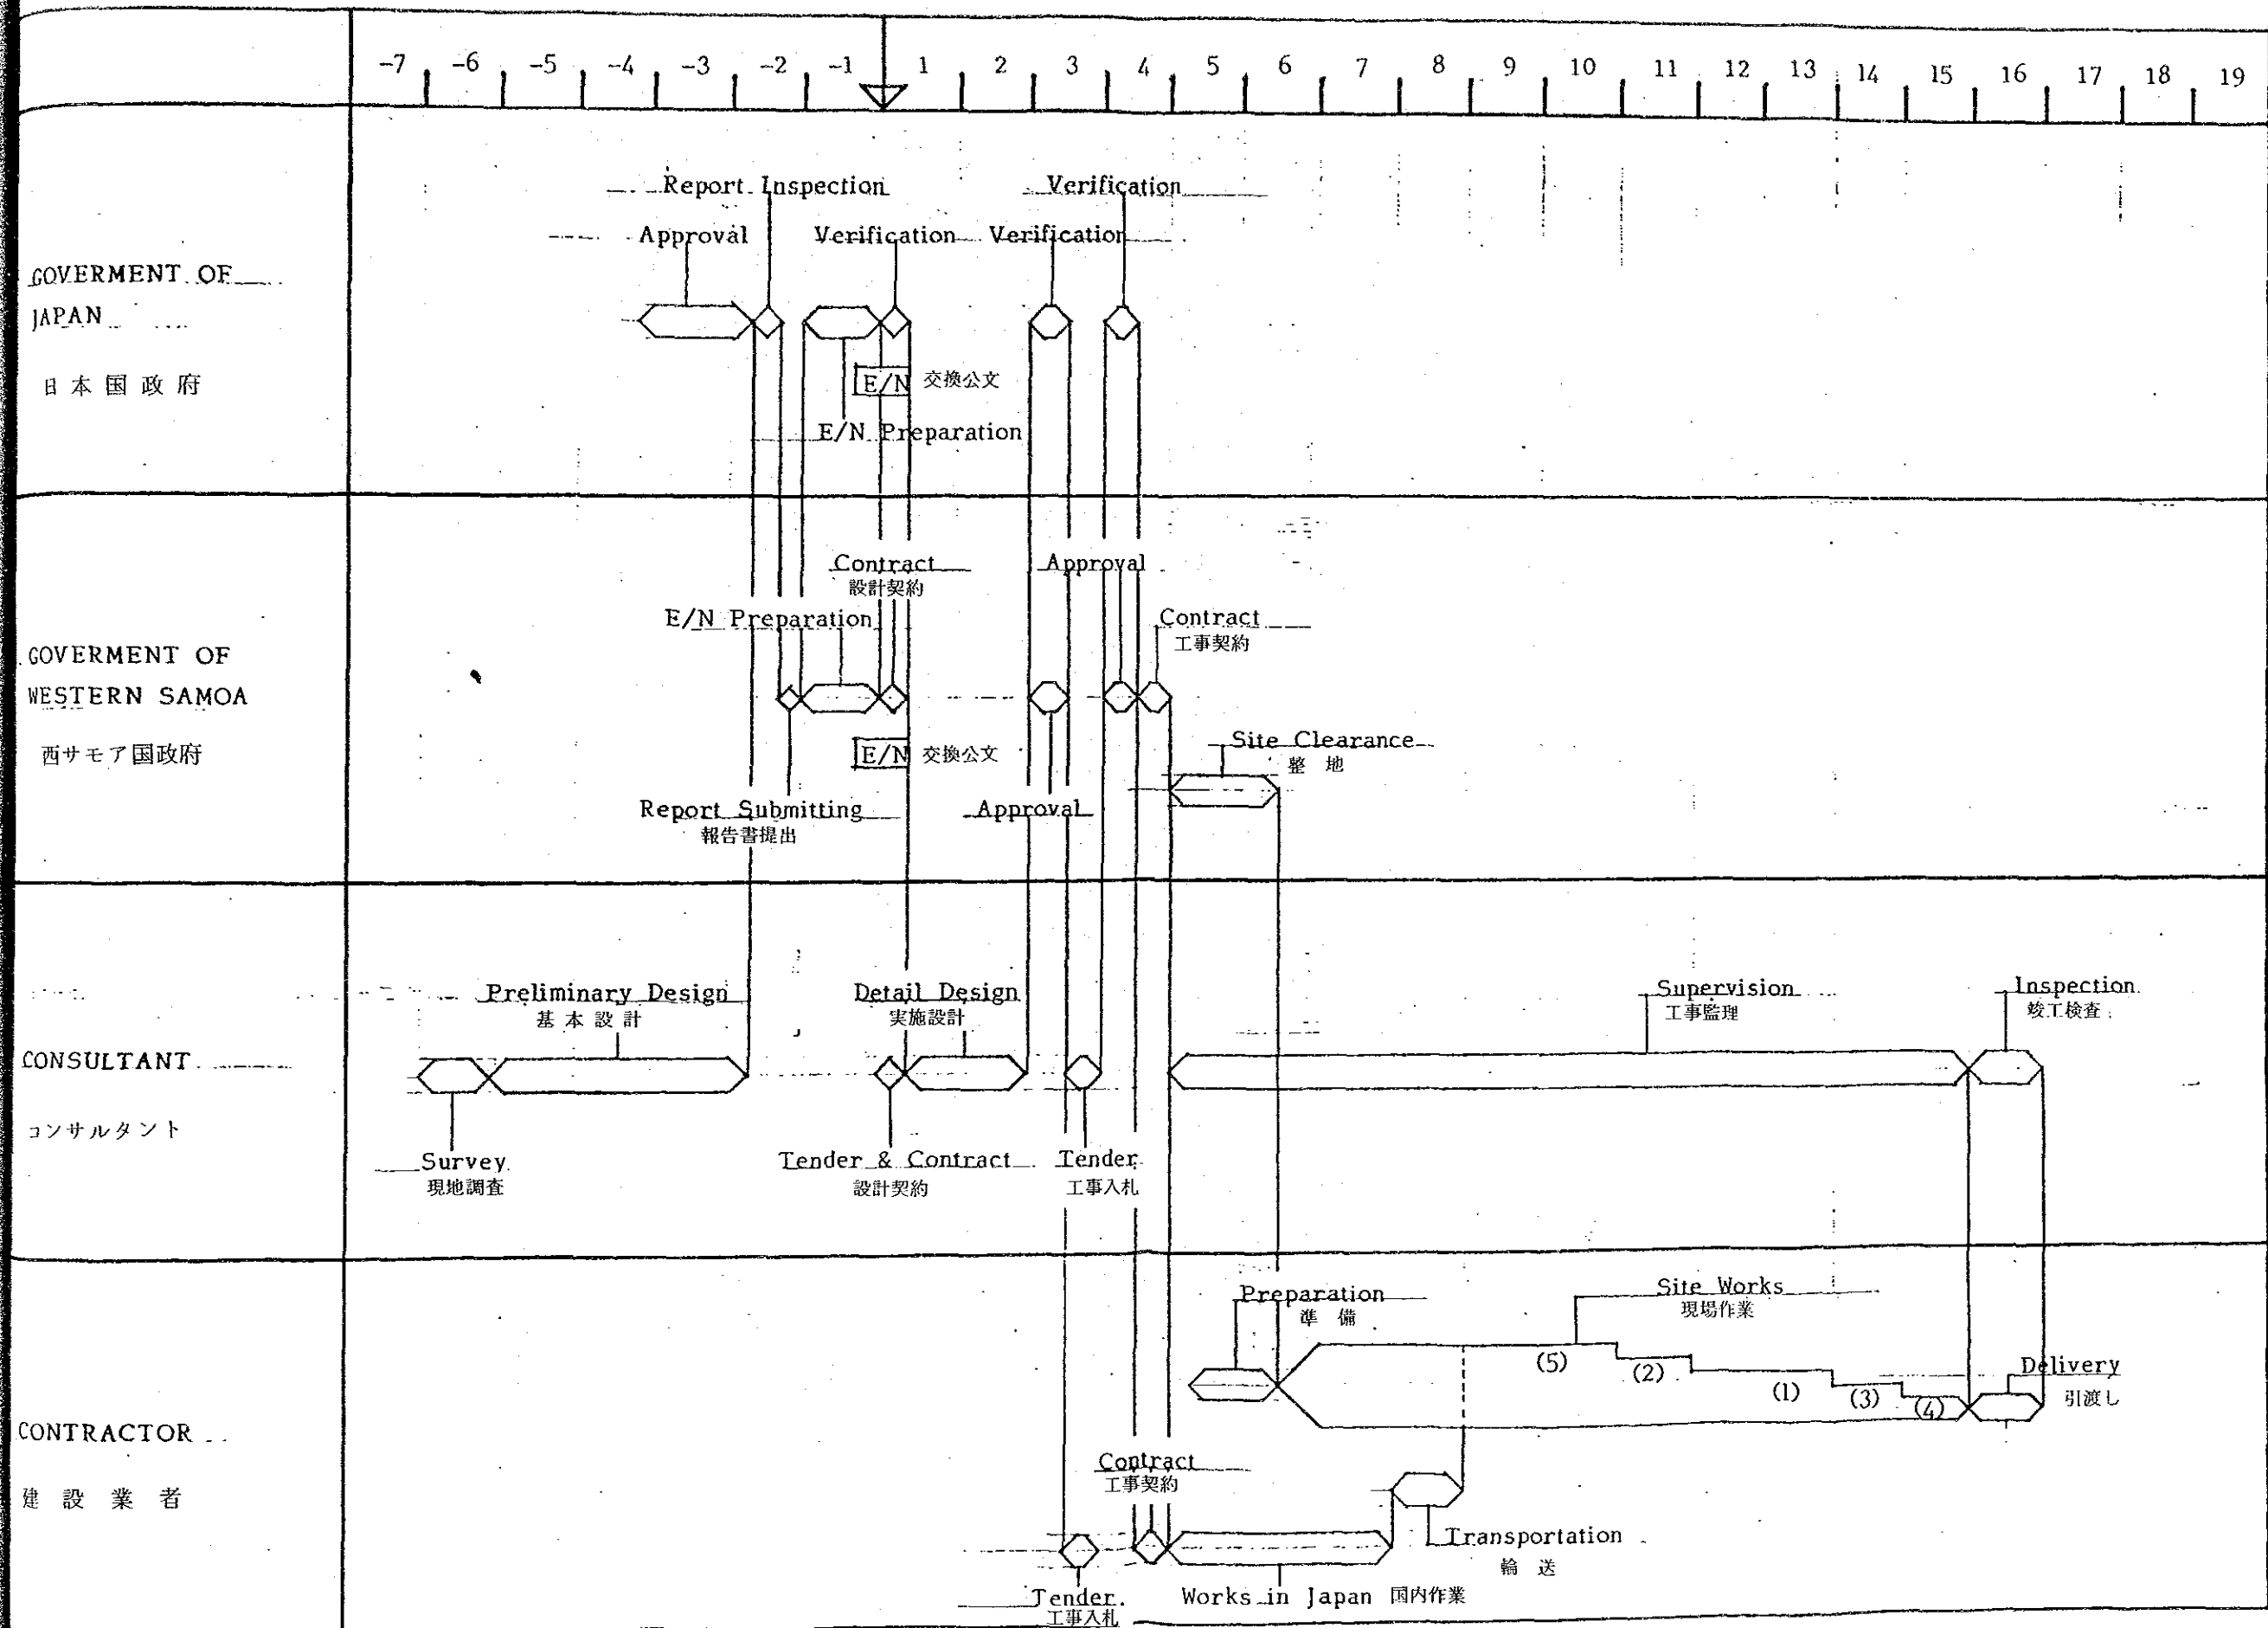 -7 -6 -5 -4 -3 -2 -1 1 2 3 4 5 6 7 8 9 10 11 12 13 14 15 16 17 18 19
GOVERMENT OF
JAPAN
日本国政府
Report Inspection
Verification
Approval
Verification
Verification
E/N 交換公文
E/N Preparation
GOVERMENT OF
WESTERN SAMOA
西サモア国政府
Contract
設計契約
Approval
E/N Preparation
Contract
工事契約
E/N 交換公文
Site Clearance
整地
Report Submitting
報告書提出
Approval
CONSULTANT
コンサルタント
Preliminary Design
基本設計
Detail Design
実施設計
Supervision
工事監理
Inspection
竣工検査
Survey
現地調査
Tender & Contract
設計契約
Tender
工事入札
CONTRACTOR
建設業者
Preparation
準備
Site Works
現場作業
(5)
(2)
(1)
(3)
(4)
Delivery
引渡し
Contract
工事契約
Transportation
輸送
Tender
工事入札
Works in Japan 国内作業